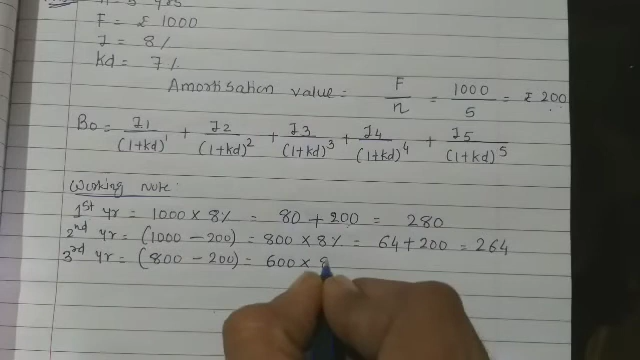 5 yrs
F = ₹ 1000
I = 8%
Kd = 7%
Amortisation value = F/n = 1000/5 = ₹ 200
B0 = I1/(1+kd)^1 + I2/(1+kd)^2 + I3/(1+kd)^3 + I4/(1+kd)^4 + I5/(1+kd)^5
Working note:
1st yr = 1000 × 8% = 80 + 200 = 280
2nd yr = (1000 - 200) = 800 × 8% = 64 + 200 = 264
3rd yr = (800 - 200) = 600 × 8